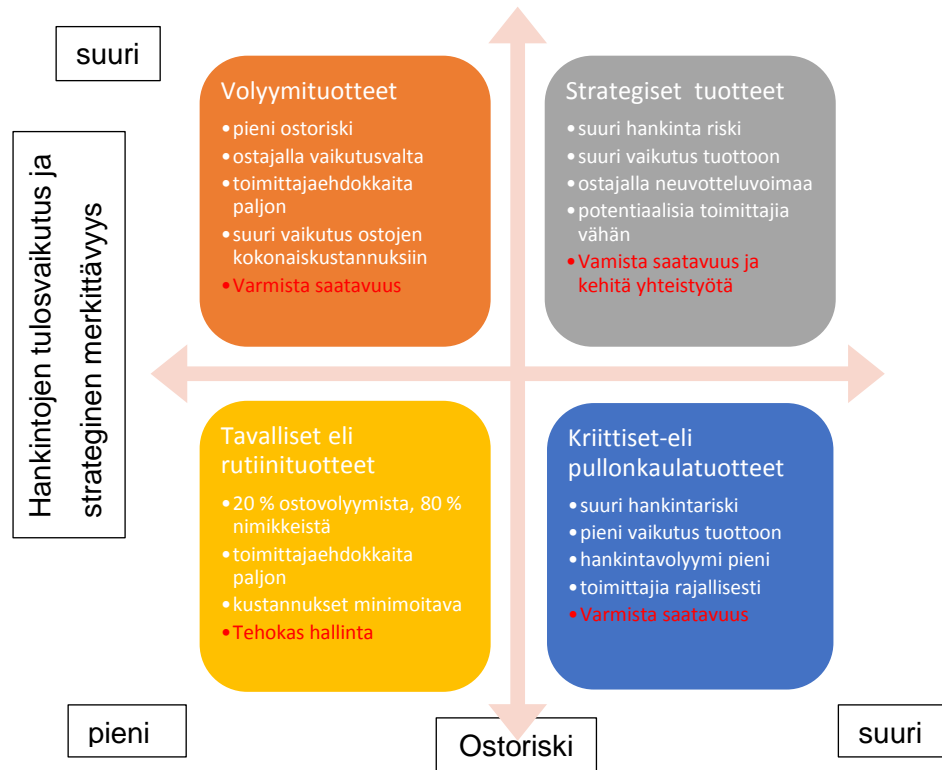 suuri
Hankintojen tulosvaikutus ja
strateginen merkittävyys
Volyymituotteet
•pieni ostoriski
•ostajalla vaikutusvalta
•toimittajaehdokkaita
paljon
•suuri vaikutus ostojen
kokonaiskustannuksiin
•Varmista saatavuus
Strategiset tuotteet
•suuri hankinta riski
•suuri vaikutus tuottoon
•ostajalla neuvotteluvoimaa
•potentiaalisia toimittajia
vähän
•Vamista saatavuus ja
kehitä yhteistyötä
Tavalliset eli
rutiinituotteet
•20 % ostovolyymista, 80 %
nimikkeistä
•toimittajaehdokkaita
paljon
•kustannukset minimoitava
•Tehokas hallinta
Kriittiset-eli
pullonkaulatuotteet
•suuri hankintariski
•pieni vaikutus tuottoon
•hankintavolyymi pieni
•toimittajia rajallisesti
•Varmista saatavuus
pieni
Ostoriski
suuri